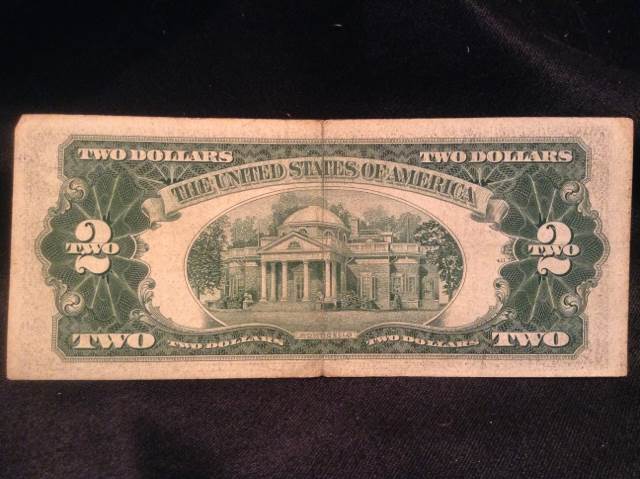 TWO DOLLARS TWO DOLLARS
THE UNITED STATES OF AMERICA
2 2
TWO TWO
MONTICELLO
TWO TWO DOLLARS TWO DOLLARS TWO